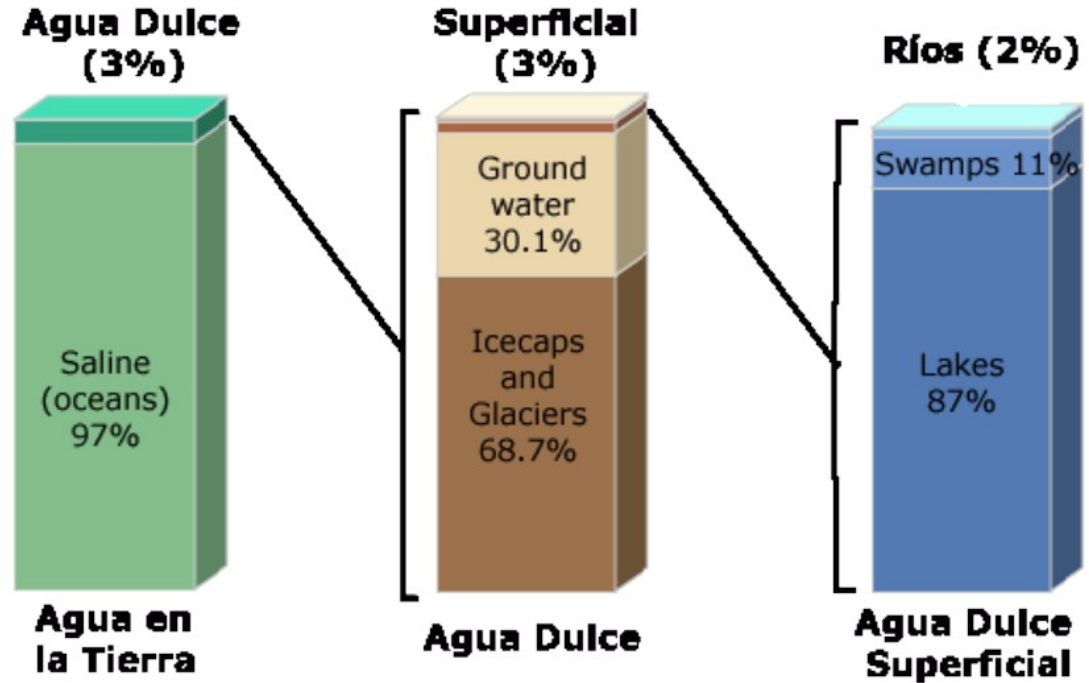 Agua Dulce
(3%)
Saline
(oceans)
97%
Agua en
la Tierra
Superficial
(3%)
Ground
water
30.1%
Icecaps
and
Glaciers
68.7%
Agua Dulce
Ríos (2%)
Swamps 11%
Lakes
87%
Agua Dulce
Superficial